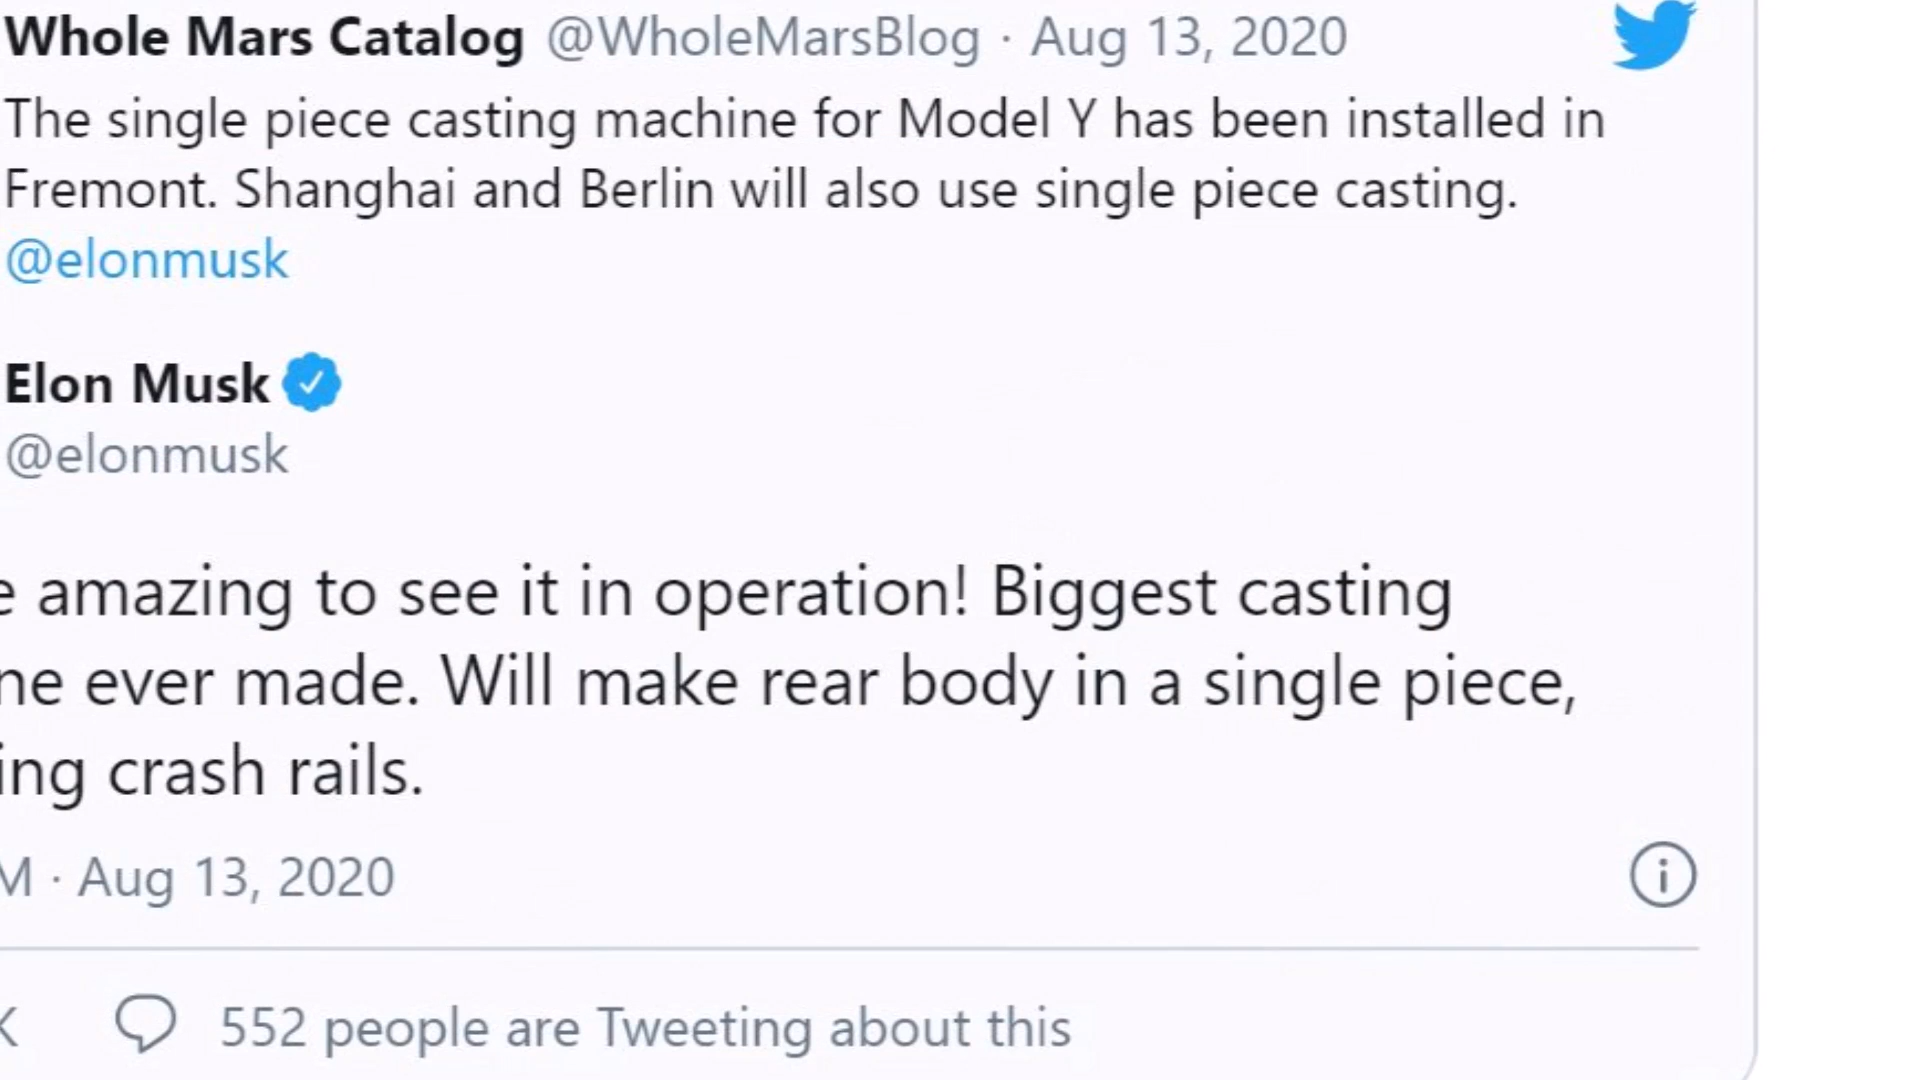 Whole Mars Catalog @WholeMarsBlog · Aug 13, 2020
The single piece casting machine for Model Y has been installed in
Fremont. Shanghai and Berlin will also use single piece casting.
@elonmusk
Elon Musk
@elonmusk
e amazing to see it in operation! Biggest casting
ne ever made. Will make rear body in a single piece,
ing crash rails.
M · Aug 13, 2020
K 552 people are Tweeting about this